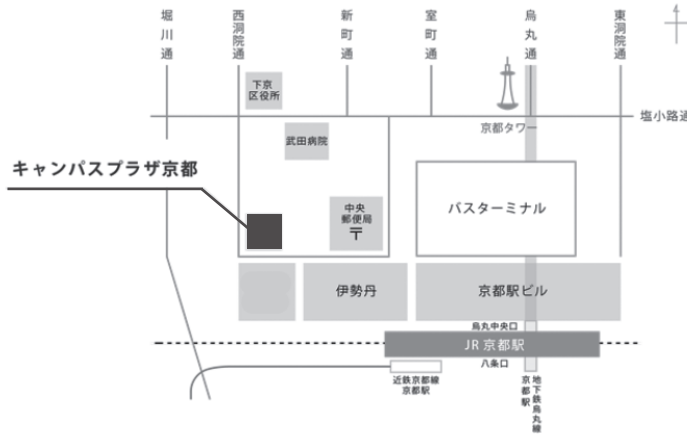 堀川通
西洞院通
新町通
室町通
烏丸通
東洞院通
下京
区役所
塩小路通
京都タワー
武田病院
キャンパスプラザ京都
中央
郵便局
〒
バスターミナル
伊勢丹
京都駅ビル
烏丸中央口
JR 京都駅
八条口
近鉄京都線
京都駅
地下鉄烏丸線
京都駅